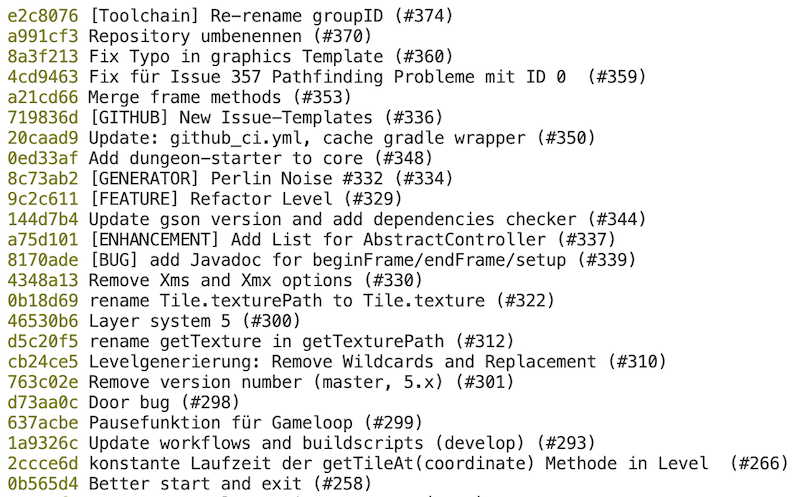 e2c8076 [Toolchain] Re-rename groupID (#374)
a991cf3 Repository umbenennen (#370)
8a3f213 Fix Typo in graphics Template (#360)
4cd9463 Fix für Issue 357 Pathfinding Probleme mit ID 0  (#359)
a21cd66 Merge frame methods (#353)
719836d [GITHUB] New Issue-Templates (#336)
20caad9 Update: github_ci.yml, cache gradle wrapper (#350)
0ed33af Add dungeon-starter to core (#348)
8c73ab2 [GENERATOR] Perlin Noise #332 (#334)
9c2c611 [FEATURE] Refactor Level (#329)
144d7b4 Update gson version and add dependencies checker (#344)
a75d101 [ENHANCEMENT] Add List for AbstractController (#337)
8170ade [BUG] add Javadoc for beginFrame/endFrame/setup (#339)
4348a13 Remove Xms and Xmx options (#330)
0b18d69 rename Tile.texturePath to Tile.texture (#322)
46530b6 Layer system 5 (#300)
d5c20f5 rename getTexture in getTexturePath (#312)
cb24ce5 Levelgenerierung: Remove Wildcards and Replacement (#310)
763c02e Remove version number (master, 5.x) (#301)
d73aa0c Door bug (#298)
637acbe Pausefunktion für Gameloop (#299)
1a9326c Update workflows and buildscripts (develop) (#293)
2ccce6d konstante Laufzeit der getTileAt(coordinate) Methode in Level  (#266)
0b565d4 Better start and exit (#258)